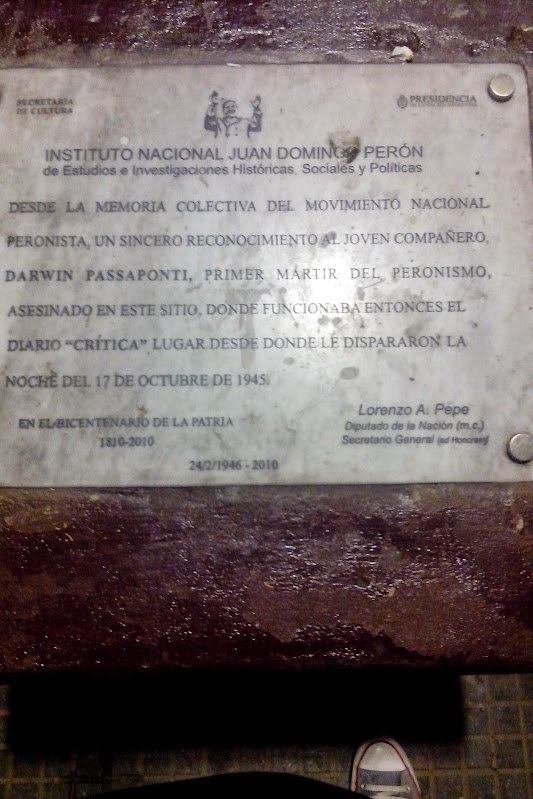 SECRETARIA
DE CULTURA
PRESIDENCIA
INSTITUTO NACIONAL JUAN DOMINGO PERÓN
de Estudios e Investigaciones Históricas, Sociales y Políticas
DESDE LA MEMORIA COLECTIVA DEL MOVIMIENTO NACIONAL
PERONISTA, UN SINCERO RECONOCIMIENTO AL JOVEN COMPAÑERO,
DARWIN PASSAPONTI, PRIMER MÁRTIR DEL PERONISMO,
ASESINADO EN ESTE SITIO, DONDE FUNCIONABA ENTONCES EL
DIARIO “CRÍTICA” LUGAR DESDE DONDE LE DISPARARON LA
NOCHE DEL 17 DE OCTUBRE DE 1945.
EN EL BICENTENARIO DE LA PATRIA
1810-2010
24/2/1946 - 2010
Lorenzo A. Pepe
Diputado de la Nación (m.c.)
Secretario General (ad Honorem)